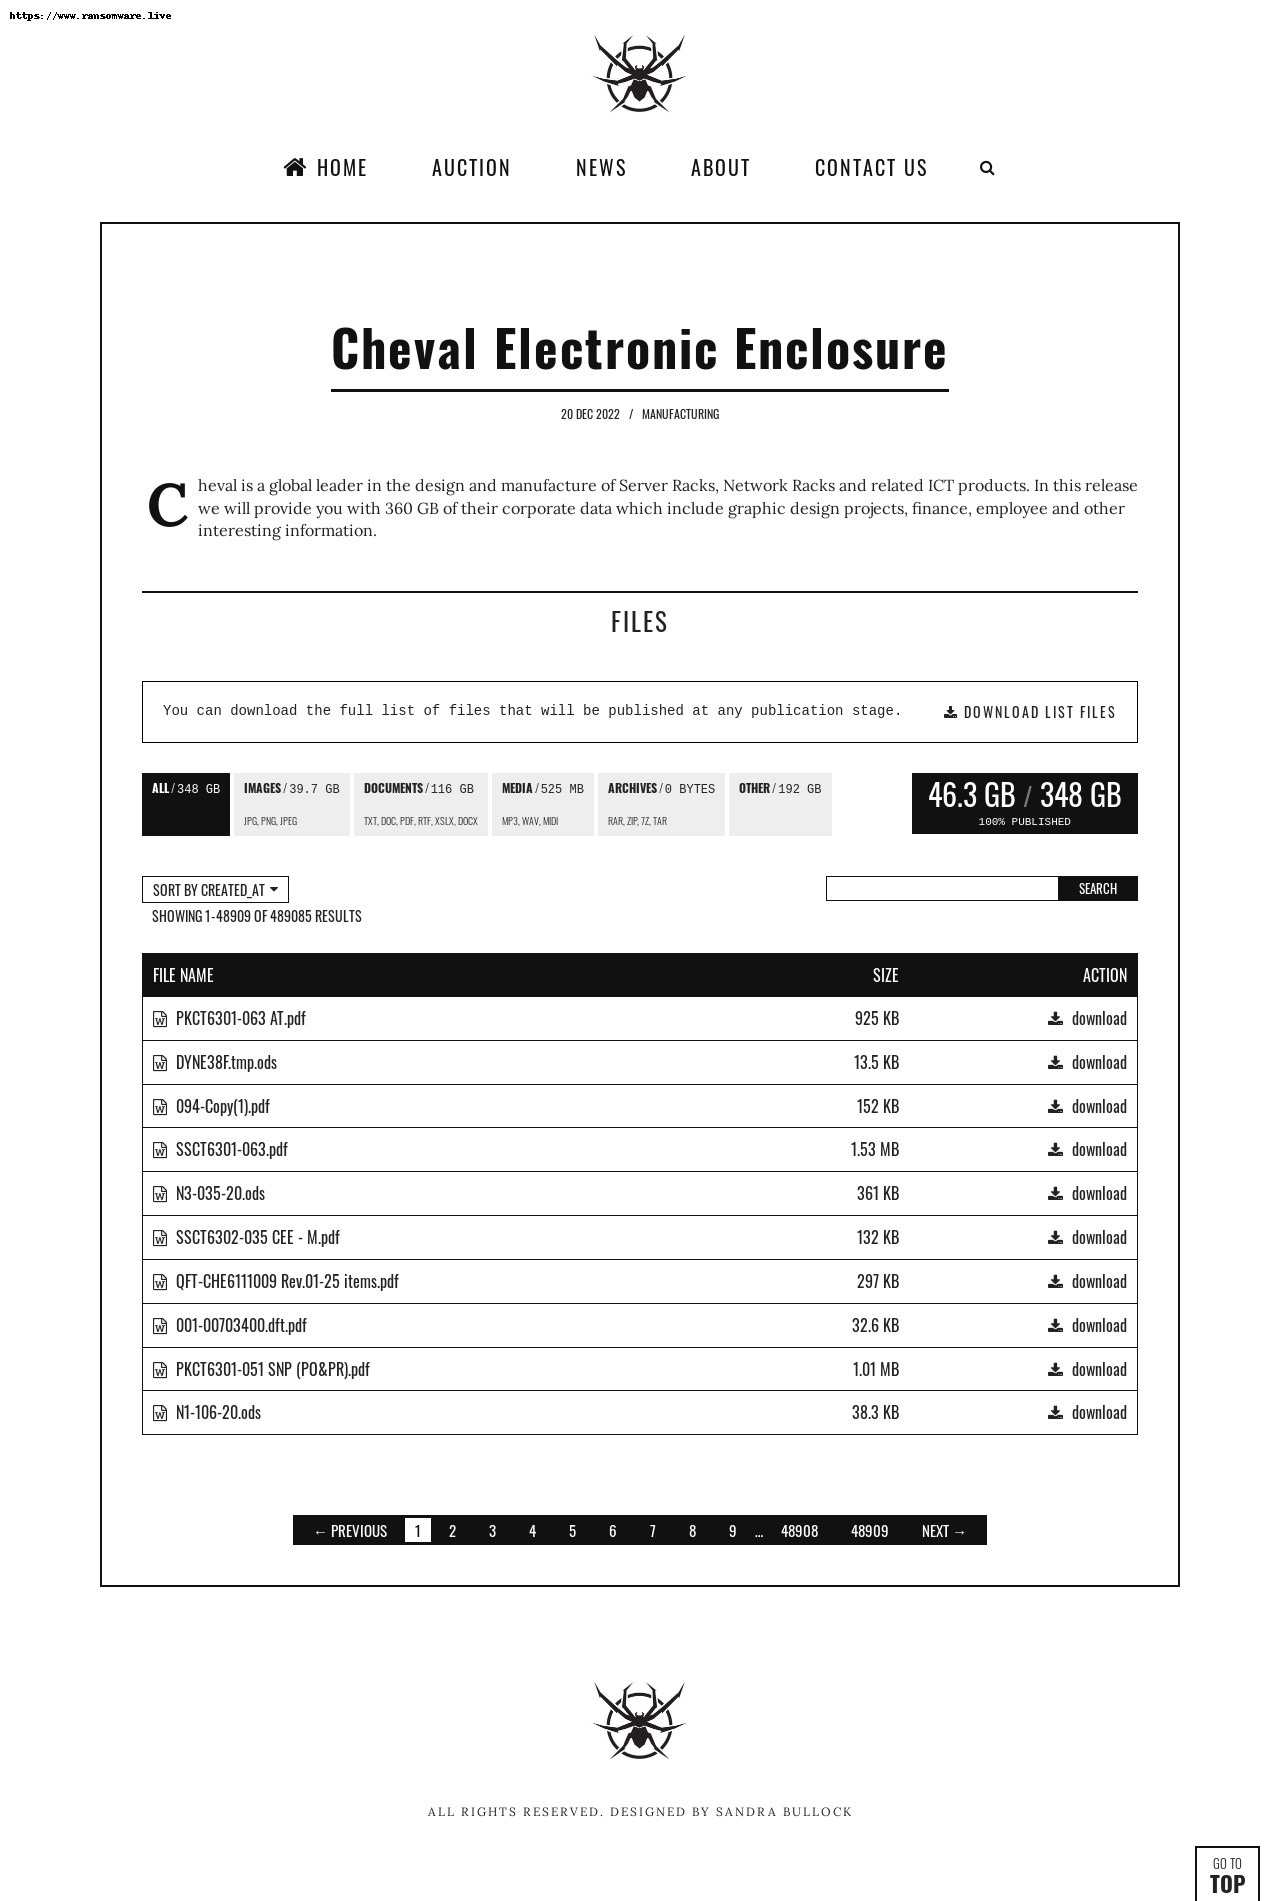 https://www.ransomware.live
HOME AUCTION NEWS ABOUT CONTACT US
Cheval Electronic Enclosure
20 DEC 2022 / MANUFACTURING
Cheval is a global leader in the design and manufacture of Server Racks, Network Racks and related ICT products. In this release
we will provide you with 360 GB of their corporate data which include graphic design projects, finance, employee and other
interesting information.
FILES
You can download the full list of files that will be published at any publication stage. DOWNLOAD LIST FILES
ALL / 348 GB IMAGES / 39.7 GB DOCUMENTS / 116 GB MEDIA / 525 MB ARCHIVES / 0 BYTES OTHER / 192 GB 46.3 GB / 348 GB
JPG, PNG, JPEG TXT, DOC, PDF, RTF, XSLX, DOCX MP3, WAV, MIDI RAR, ZIP, 7Z, TAR 100% PUBLISHED
SORT BY CREATED_AT SEARCH
SHOWING 1-48909 OF 489085 RESULTS
FILE NAME SIZE ACTION
PKCT6301-063 AT.pdf 925 KB download
DYNE38F.tmp.ods 13.5 KB download
094-Copy(1).pdf 152 KB download
SSCT6301-063.pdf 1.53 MB download
N3-035-20.ods 361 KB download
SSCT6302-035 CEE - M.pdf 132 KB download
QFT-CHE6111009 Rev.01-25 items.pdf 297 KB download
001-00703400.dft.pdf 32.6 KB download
PKCT6301-051 SNP (PO&PR).pdf 1.01 MB download
N1-106-20.ods 38.3 KB download
← PREVIOUS 1 2 3 4 5 6 7 8 9 ... 48908 48909 NEXT →
ALL RIGHTS RESERVED. DESIGNED BY SANDRA BULLOCK
GO TO
TOP